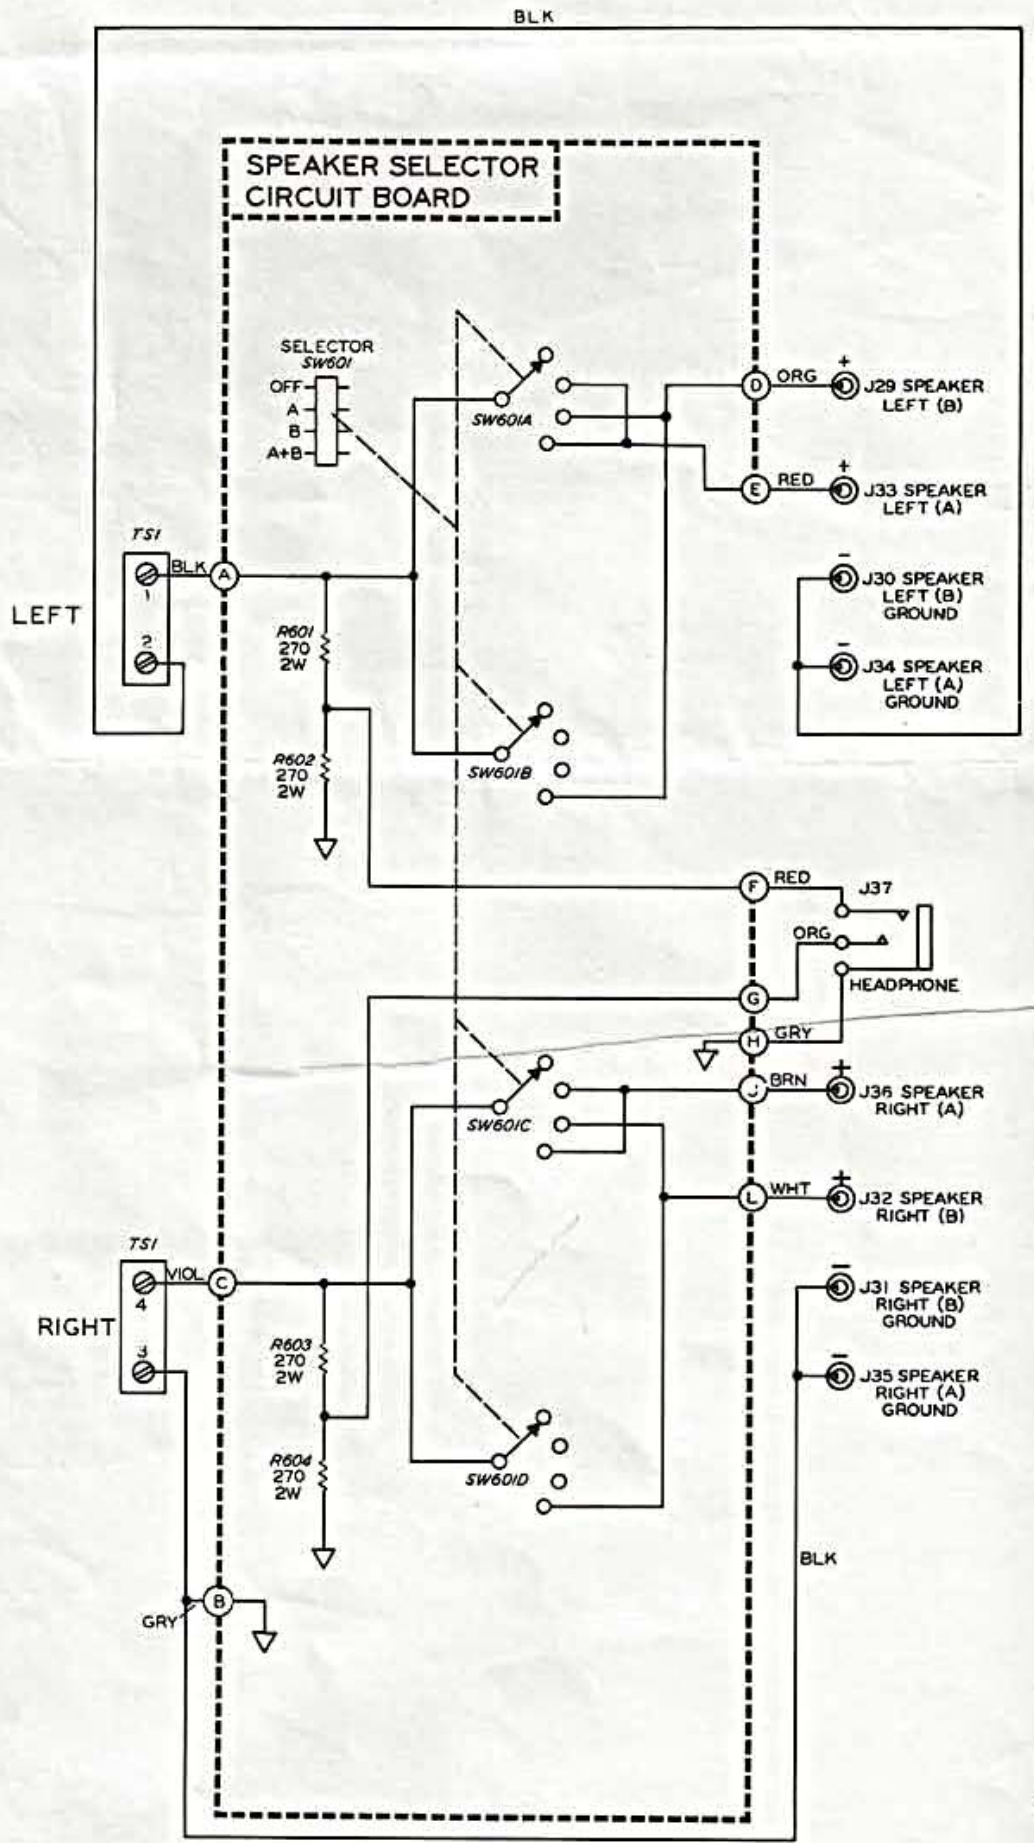 BLK
SPEAKER SELECTOR
CIRCUIT BOARD
SELECTOR
SW601
OFF
A
B
A+B
SW601A
D
ORG
+
J29 SPEAKER
LEFT (B)
E
RED
+
J33 SPEAKER
LEFT (A)
TS1
LEFT
1
2
BLK
A
-
J30 SPEAKER
LEFT (B)
GROUND
-
J34 SPEAKER
LEFT (A)
GROUND
R601
270
2W
R602
270
2W
SW601B
F
RED
J37
ORG
HEADPHONE
G
H
GRY
SW601C
J
BRN
+
J36 SPEAKER
RIGHT (A)
L
WHT
+
J32 SPEAKER
RIGHT (B)
TS1
RIGHT
4
3
VIOL
C
-
J31 SPEAKER
RIGHT (B)
GROUND
-
J35 SPEAKER
RIGHT (A)
GROUND
R603
270
2W
R604
270
2W
SW601D
BLK
GRY
B